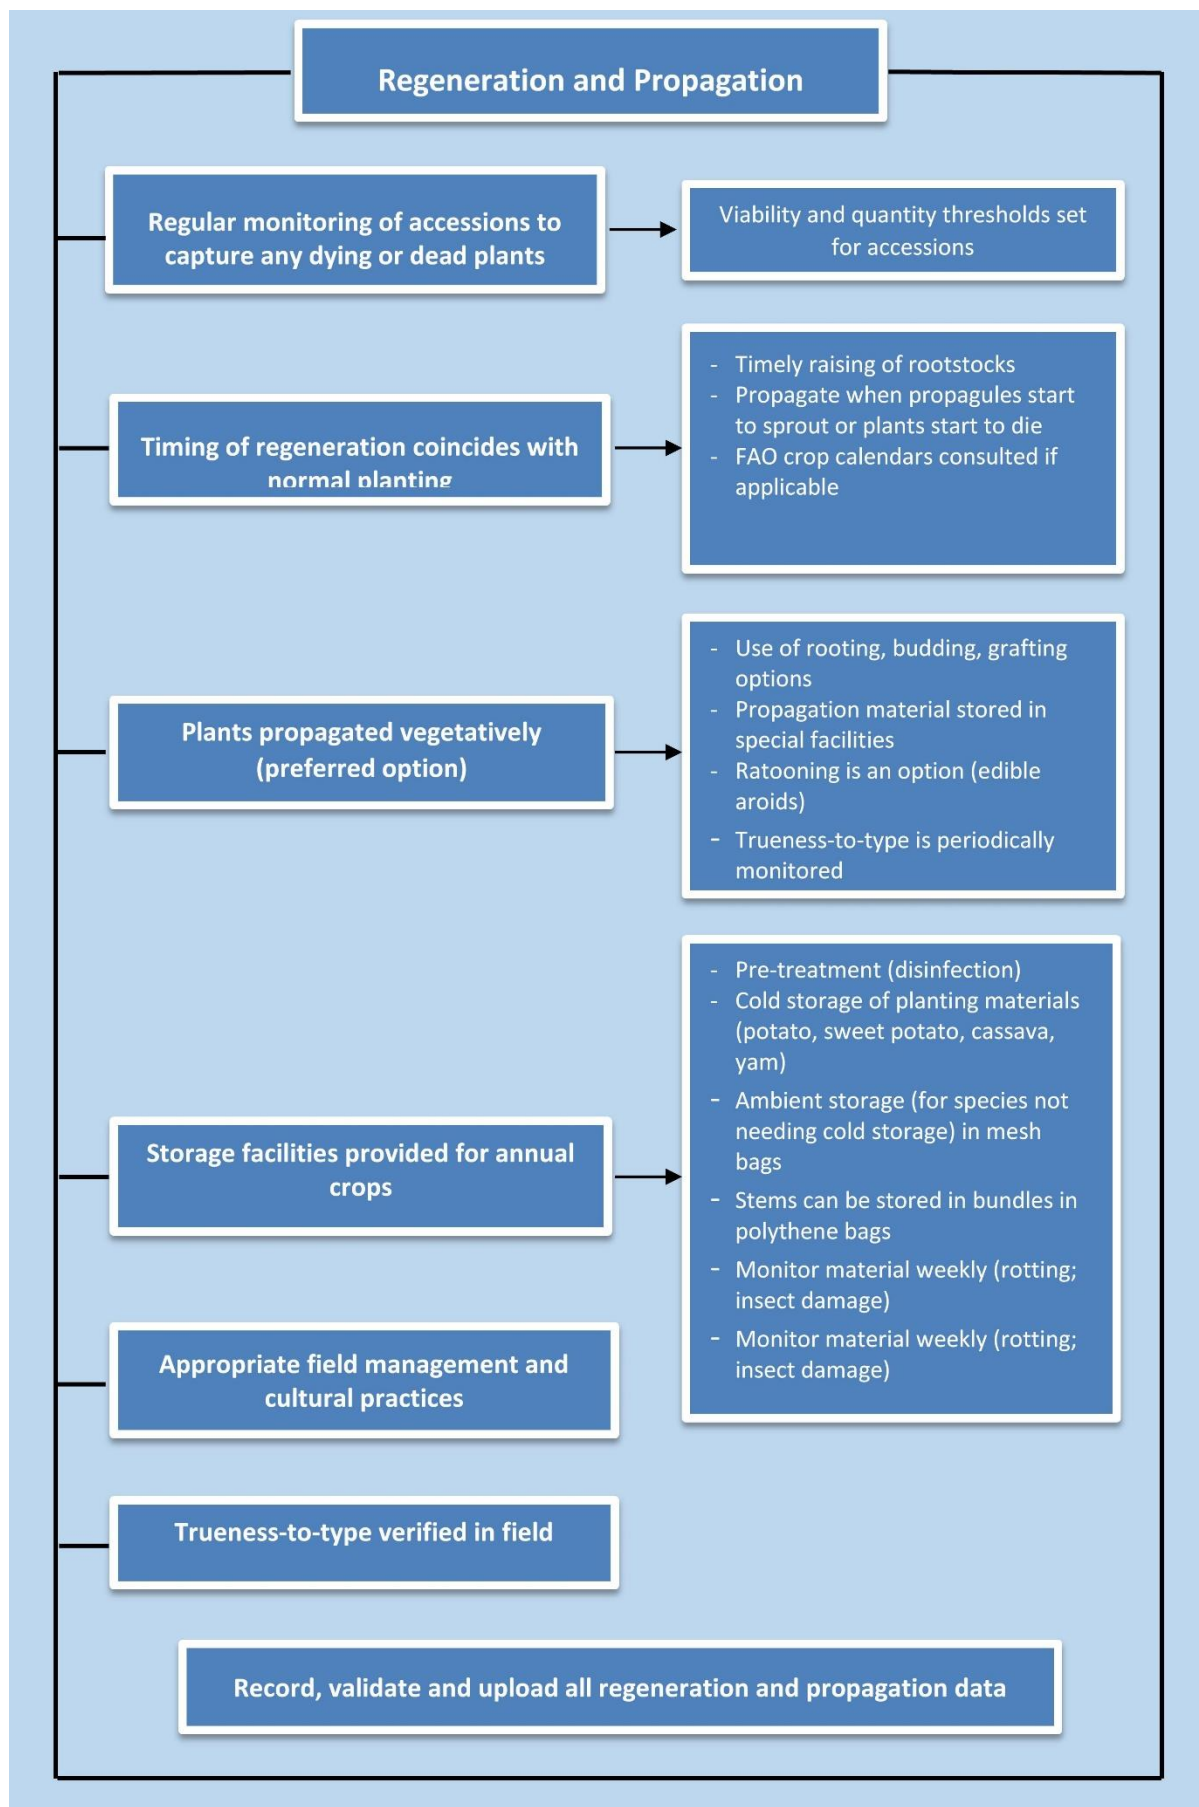 Regeneration and Propagation
Regular monitoring of accessions to
capture any dying or dead plants
Viability and quantity thresholds set
for accessions
Timing of regeneration coincides with
normal planting
- Timely raising of rootstocks
- Propagate when propagules start
to sprout or plants start to die
- FAO crop calendars consulted if
applicable
Plants propagated vegetatively
(preferred option)
- Use of rooting, budding, grafting
options
- Propagation material stored in
special facilities
- Ratooning is an option (edible
aroids)
- Trueness-to-type is periodically
monitored
Storage facilities provided for annual
crops
- Pre-treatment (disinfection)
- Cold storage of planting materials
(potato, sweet potato, cassava,
yam)
- Ambient storage (for species not
needing cold storage) in mesh
bags
- Stems can be stored in bundles in
polythene bags
- Monitor material weekly (rotting;
insect damage)
- Monitor material weekly (rotting;
insect damage)
Appropriate field management and
cultural practices
Trueness-to-type verified in field
Record, validate and upload all regeneration and propagation data